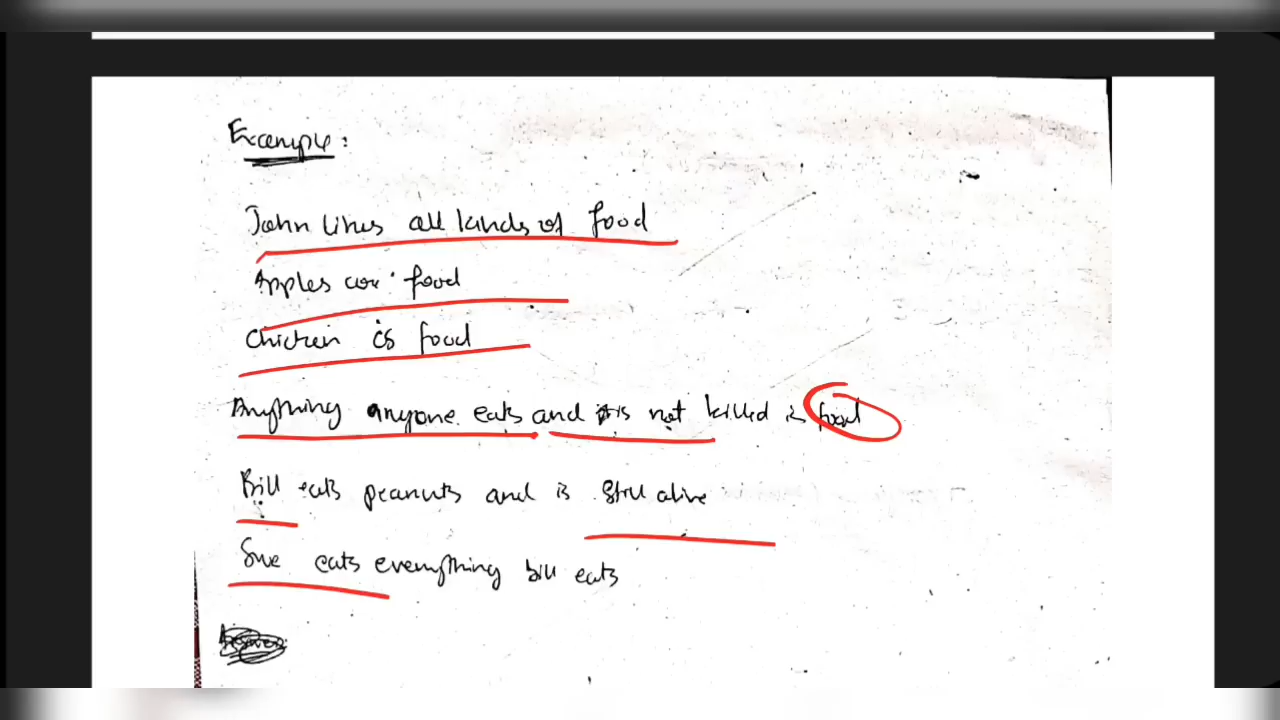 Example:
John likes all kinds of food
Apples are food
Chicken is food
Anything anyone eats and it is not killed is food
Bill eats peanuts and is still alive
Sue eats everything bill eats